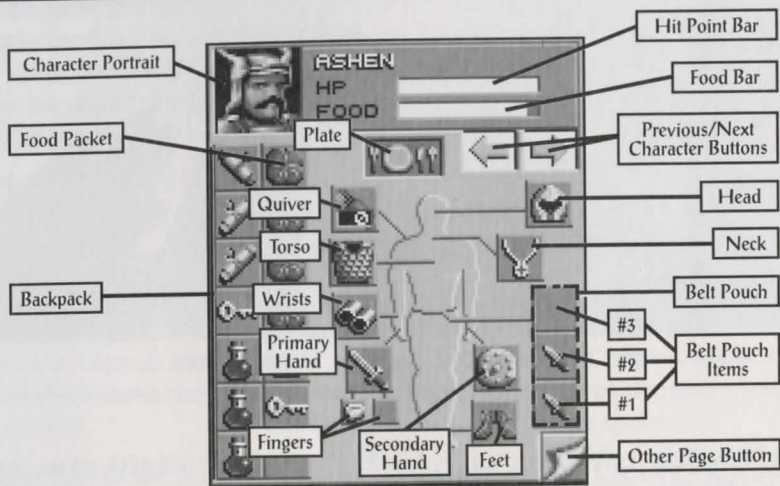 Hit Point Bar
Character Portrait
ASHEN
HP
FOOD
Food Bar
Food Packet
Plate
Previous/Next
Character Buttons
Quiver
0
Head
Torso
Neck
Backpack
Wrists
Belt Pouch
#3
Primary
Hand
#2
Belt Pouch
Items
#1
Fingers
Secondary
Hand
Feet
Other Page Button